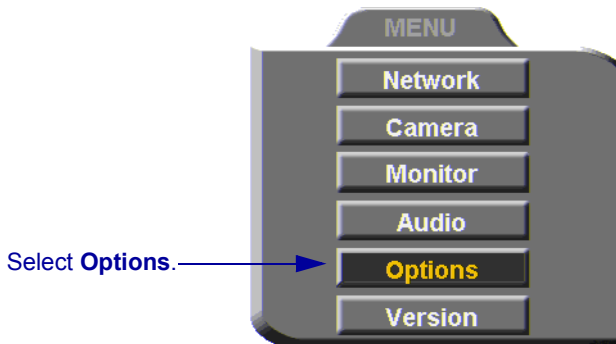 MENU
Network
Camera
Monitor
Audio
Select Options.
Options
Version